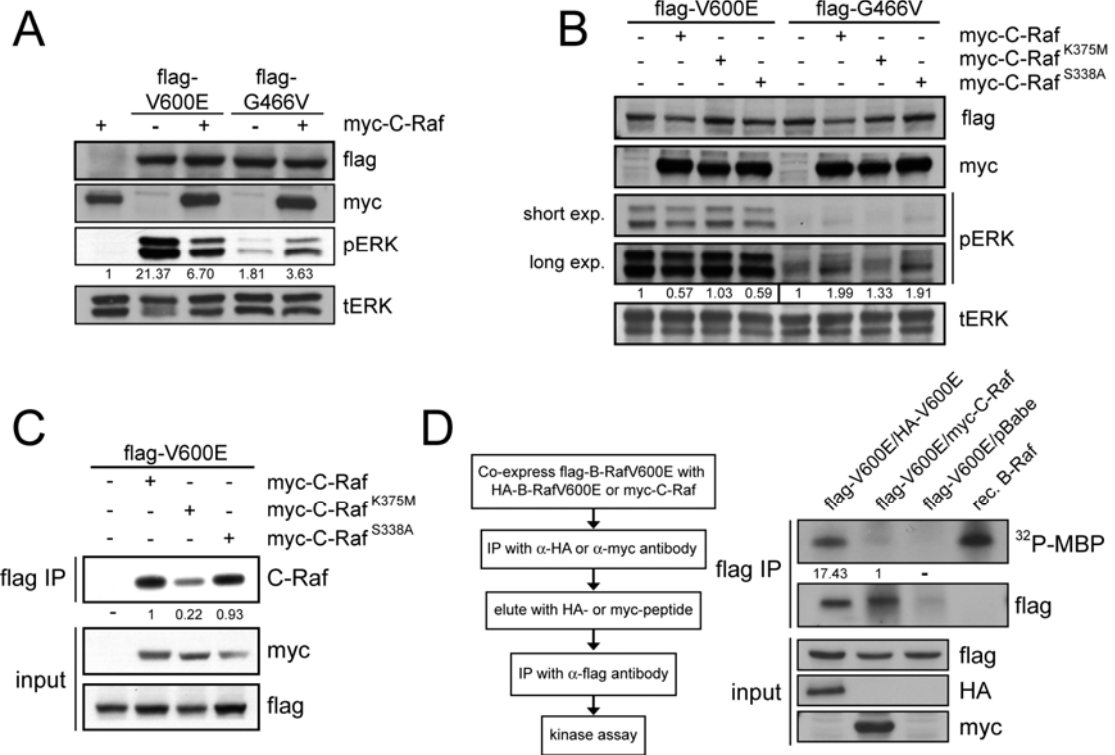 A
flag-
V600E
flag-
G466V
+ - + - + myc-C-Raf
flag
myc
pERK
1 21.37 6.70 1.81 3.63
tERK
B
flag-V600E flag-G466V
- + - - - + - - myc-C-Raf
- - + - - - + - myc-C-Raf K375M
- - - + - - - + myc-C-Raf S338A
flag
myc
short exp.
long exp.
pERK
1 0.57 1.03 0.59 1 1.99 1.33 1.91
tERK
C
flag-V600E
- + - - myc-C-Raf
- - + - myc-C-Raf K375M
- - - + myc-C-Raf S338A
flag IP C-Raf
- 1 0.22 0.93
input
myc
flag
D
Co-express flag-B-RafV600E with
HA-B-RafV600E or myc-C-Raf
IP with α-HA or α-myc antibody
elute with HA- or myc-peptide
IP with α-flag antibody
kinase assay
flag-V600E/HA-V600E
flag-V600E/myc-C-Raf
flag-V600E/pBabe
rec. B-Raf
flag IP
32P-MBP
17.43 1 -
flag
input
flag
HA
myc